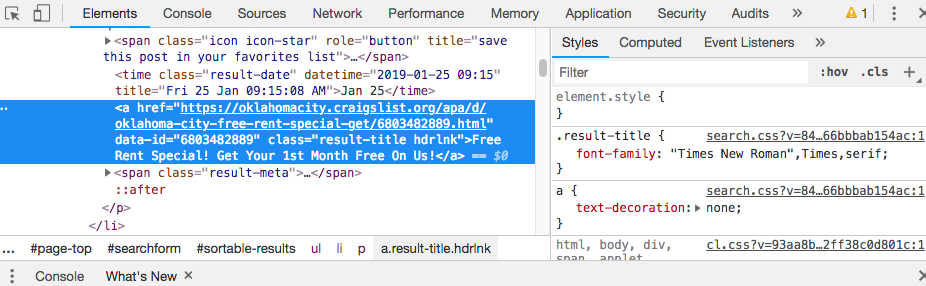 Elements Console Sources Network Performance Memory Application Security Audits » 1
<span class="icon icon-star" role="button" title="save
this post in your favorites list">…</span>
<time class="result-date" datetime="2019-01-25 09:15"
title="Fri 25 Jan 09:15:08 AM">Jan 25</time>
<a href="https://oklahomacity.craigslist.org/apa/d/
oklahoma-city-free-rent-special-get/6803482889.html"
data-id="6803482889" class="result-title hdrlnk">Free
Rent Special! Get Your 1st Month Free On Us!</a> == $0
<span class="result-meta">…</span>
::after
</p>
</li>
… #page-top #searchform #sortable-results ul li p a.result-title.hdrlnk
Styles Computed Event Listeners »
Filter :hov .cls +
element.style {
}
.result-title { search.css?v=84…66bbbab154ac:1
font-family: "Times New Roman",Times,serif;
}
a { search.css?v=84…66bbbab154ac:1
text-decoration: none;
}
html, body, div, cl.css?v=93aa8b…2ff38c0d801c:1
span, applet,
Console What's New ×